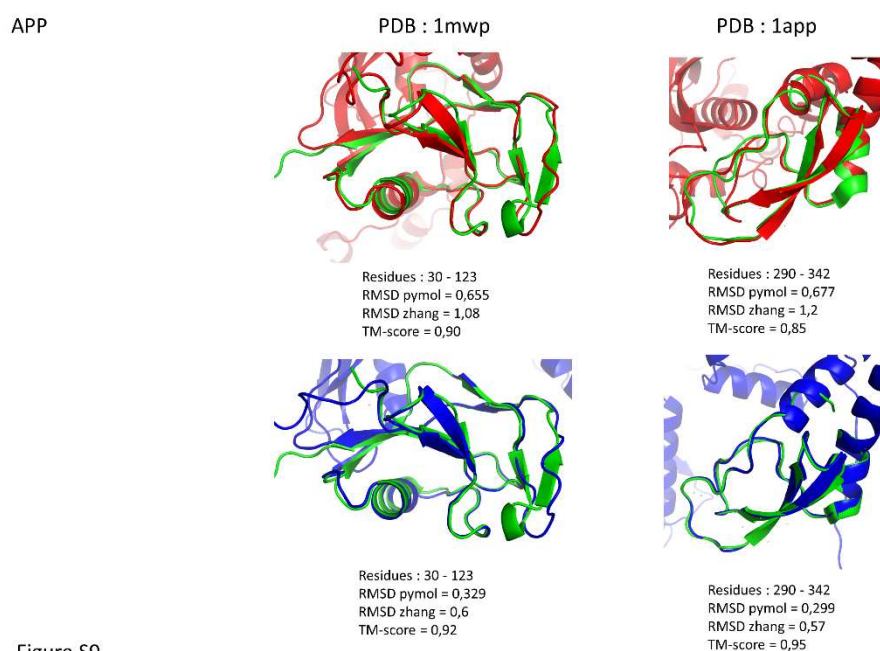 APP
PDB : 1mwp
PDB : 1app
Residues : 30 - 123
RMSD pymol = 0,655
RMSD zhang = 1,08
TM-score = 0,90
Residues : 290 - 342
RMSD pymol = 0,677
RMSD zhang = 1,2
TM-score = 0,85
Residues : 30 - 123
RMSD pymol = 0,329
RMSD zhang = 0,6
TM-score = 0,92
Residues : 290 - 342
RMSD pymol = 0,299
RMSD zhang = 0,57
TM-score = 0,95
Figure S9